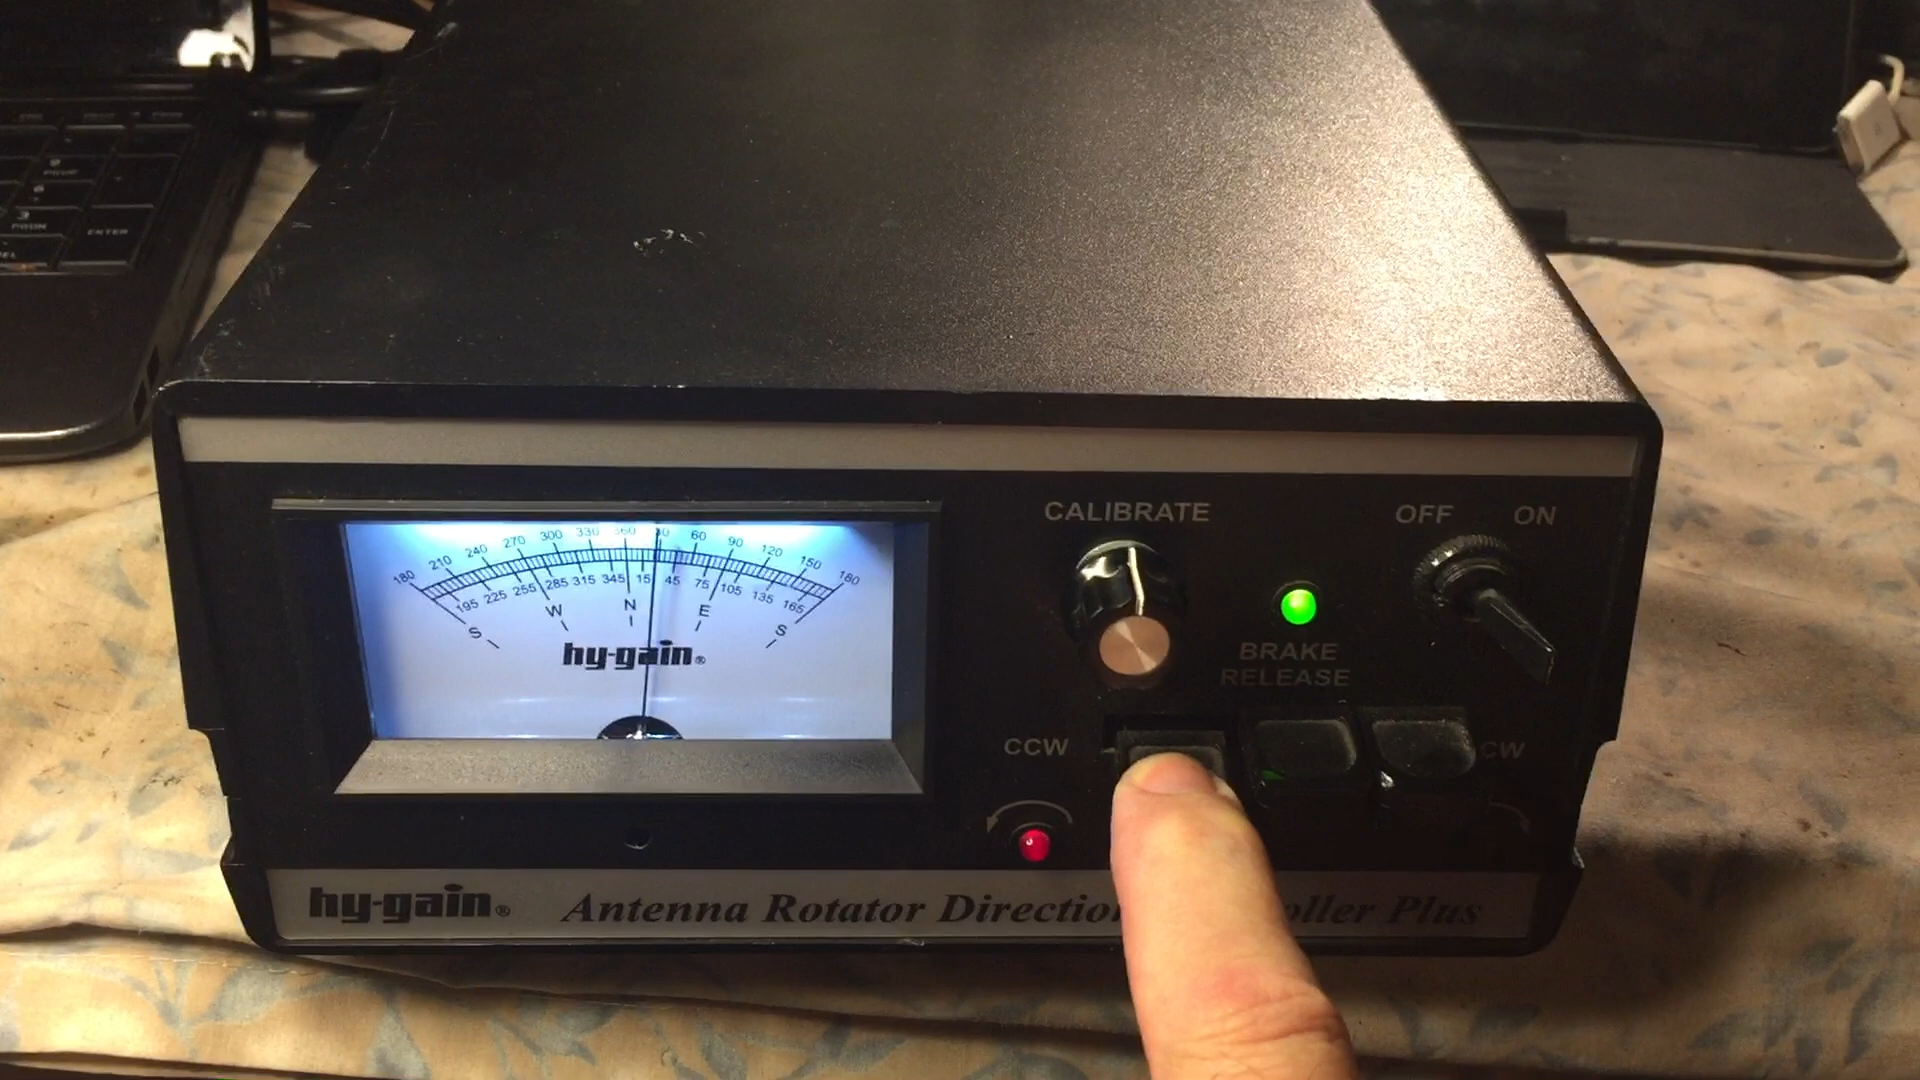 ENTER
CALIBRATE
OFF ON
180 210 240 270 300 330 360 30 60 90 120 150 180
195 225 255 285 315 345 15 45 75 105 135 165
S W N E S
hy-gain®
BRAKE
RELEASE
CCW CW
hy-gain® Antenna Rotator Plus